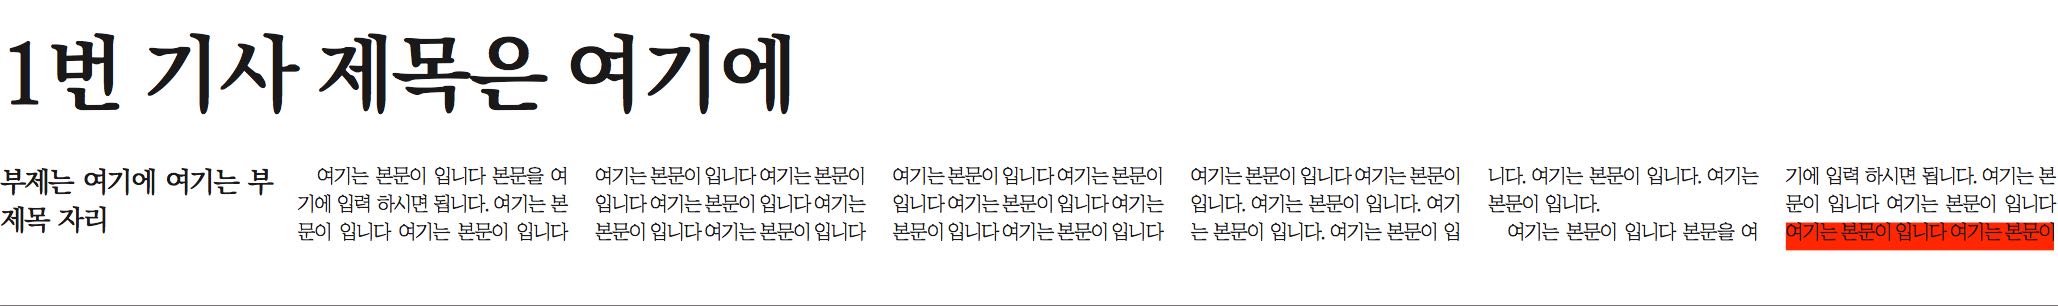 1번 기사 제목은 여기에
부제는 여기에 여기는 부
제목 자리
여기는 본문이 입니다 본문을 여
기에 입력 하시면 됩니다. 여기는 본
문이 입니다 여기는 본문이 입니다
여기는 본문이 입니다 여기는 본문이
입니다 여기는 본문이 입니다 여기는
본문이 입니다 여기는 본문이 입니다
여기는 본문이 입니다 여기는 본문이
입니다 여기는 본문이 입니다 여기는
본문이 입니다 여기는 본문이 입니다
여기는 본문이 입니다 여기는 본문이
입니다. 여기는 본문이 입니다. 여기
는 본문이 입니다. 여기는 본문이 입
니다. 여기는 본문이 입니다. 여기는
본문이 입니다.
여기는 본문이 입니다 본문을 여
기에 입력 하시면 됩니다. 여기는 본
문이 입니다 여기는 본문이 입니다
여기는 본문이 입니다 여기는 본문이